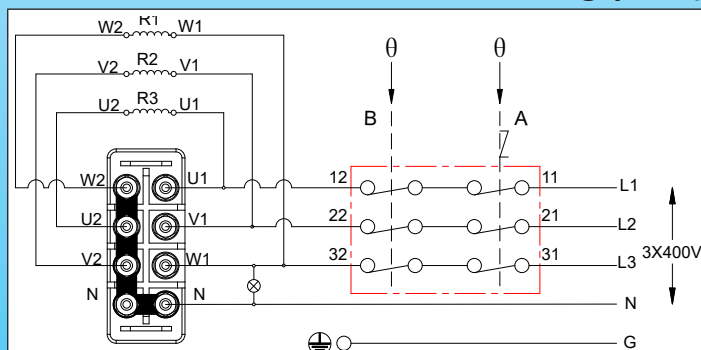 W2 R1 W1
V2 R2 V1
U2 R3 U1
θ θ
B A
W2 U1 12 11 L1
U2 V1 22 21 L2
V2 W1 32 31 L3
3X400V
N N N
G